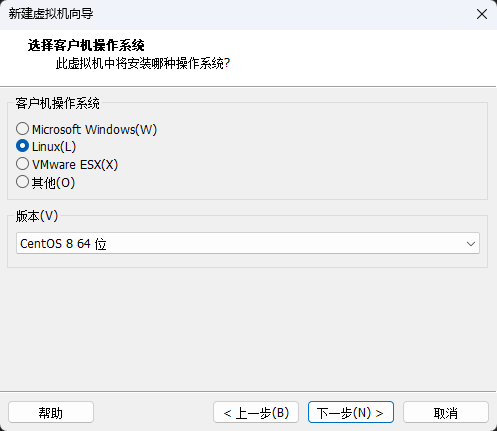 新建虚拟机向导
选择客户机操作系统
此虚拟机中将安装哪种操作系统?
客户机操作系统
Microsoft Windows(W)
Linux(L)
VMware ESX(X)
其他(O)
版本(V)
CentOS 8 64 位
帮助
< 上一步(B)
下一步(N) >
取消